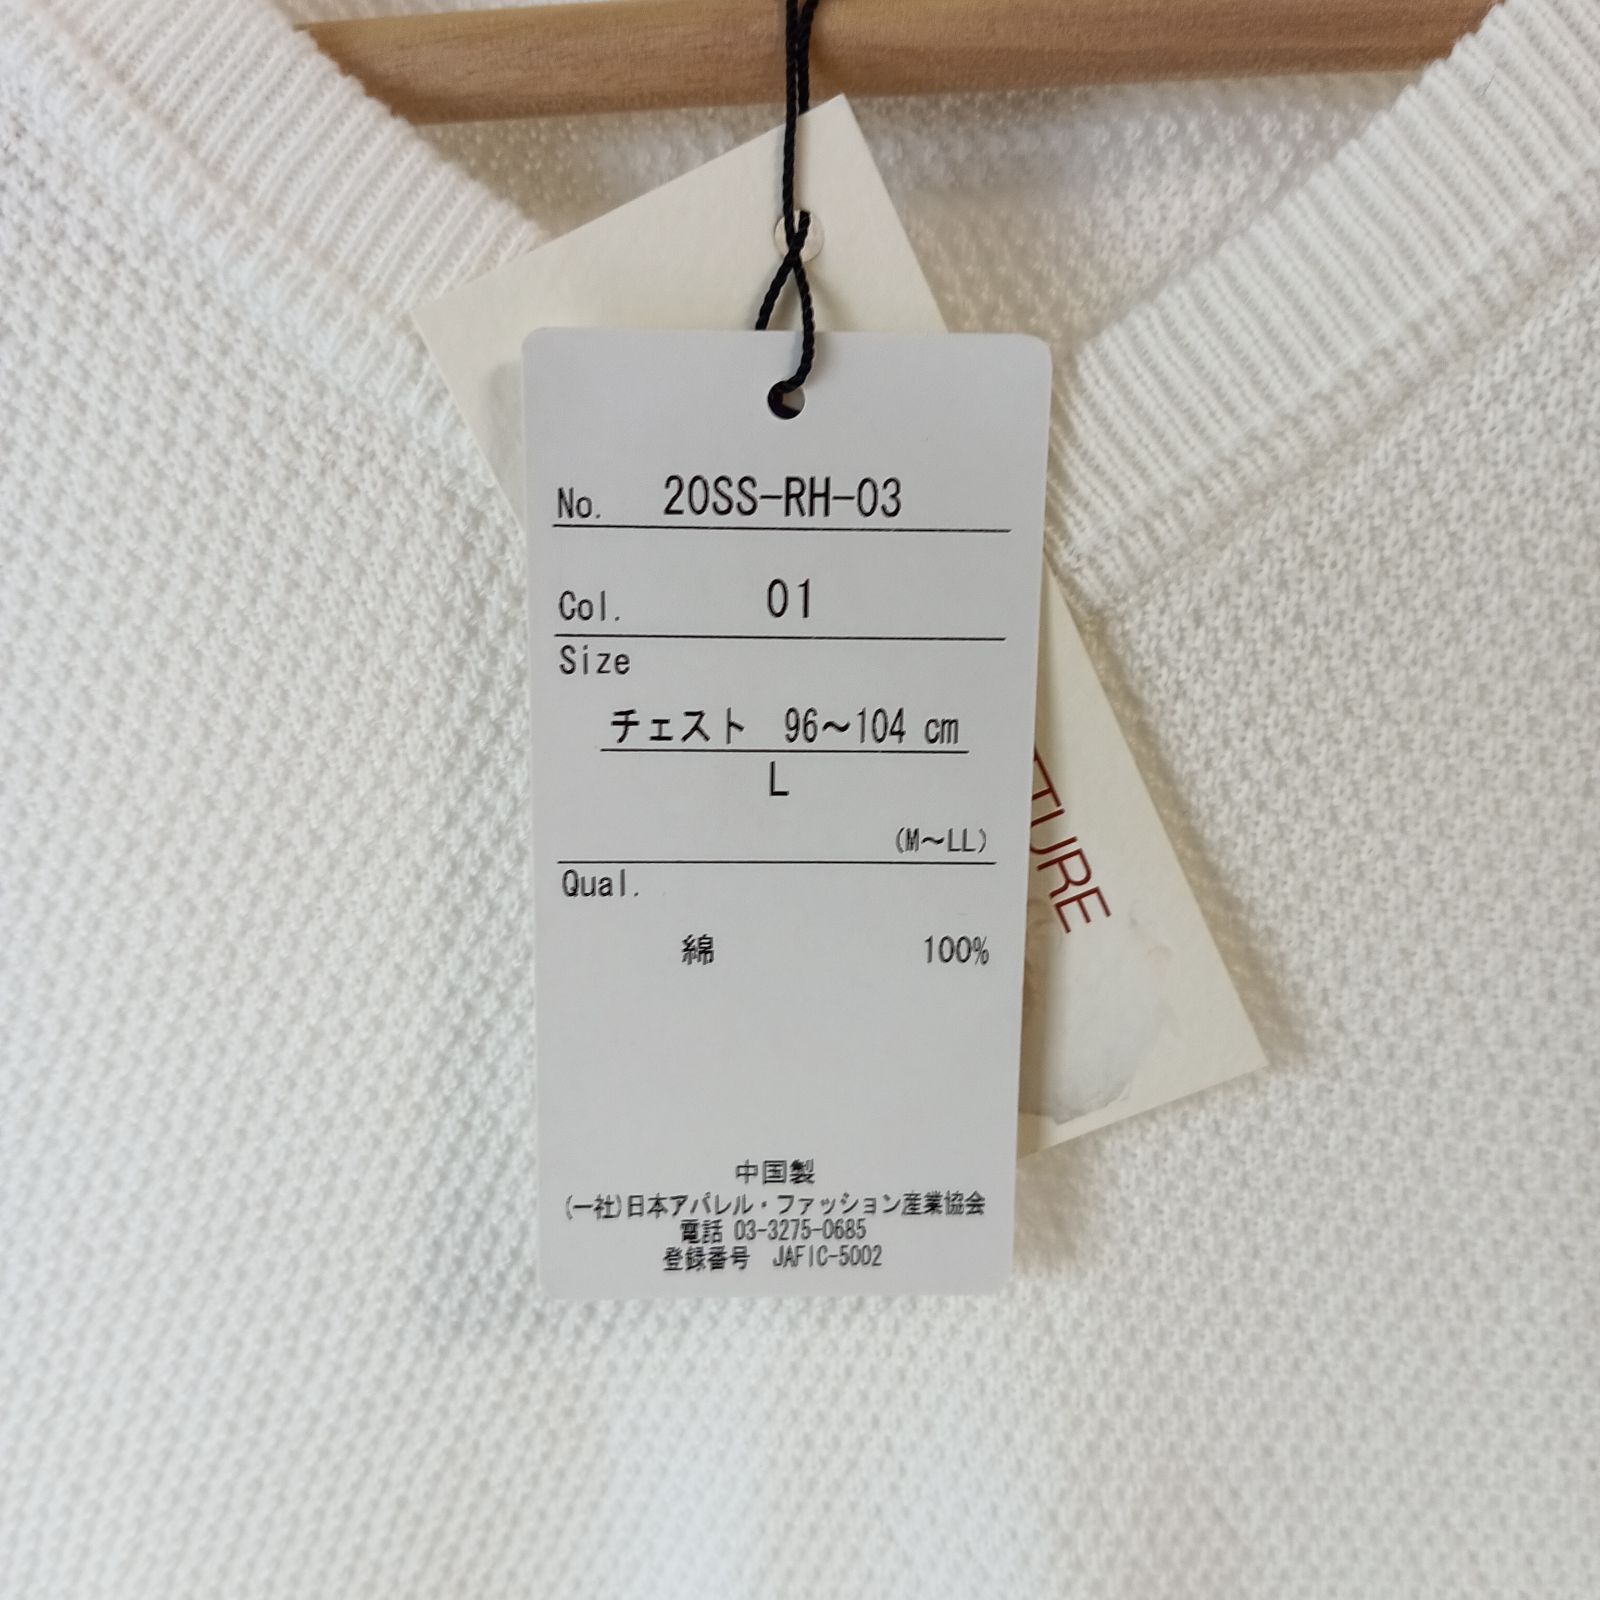 No. 20SS-RH-03
Col. 01
Size
チェスト 96～104 cm
L
(M～LL)
Qual.
綿 100%
中国製
(一社)日本アパレル・ファッション産業協会
電話 03-3275-0685
登録番号 JAFIC-5002
TURE